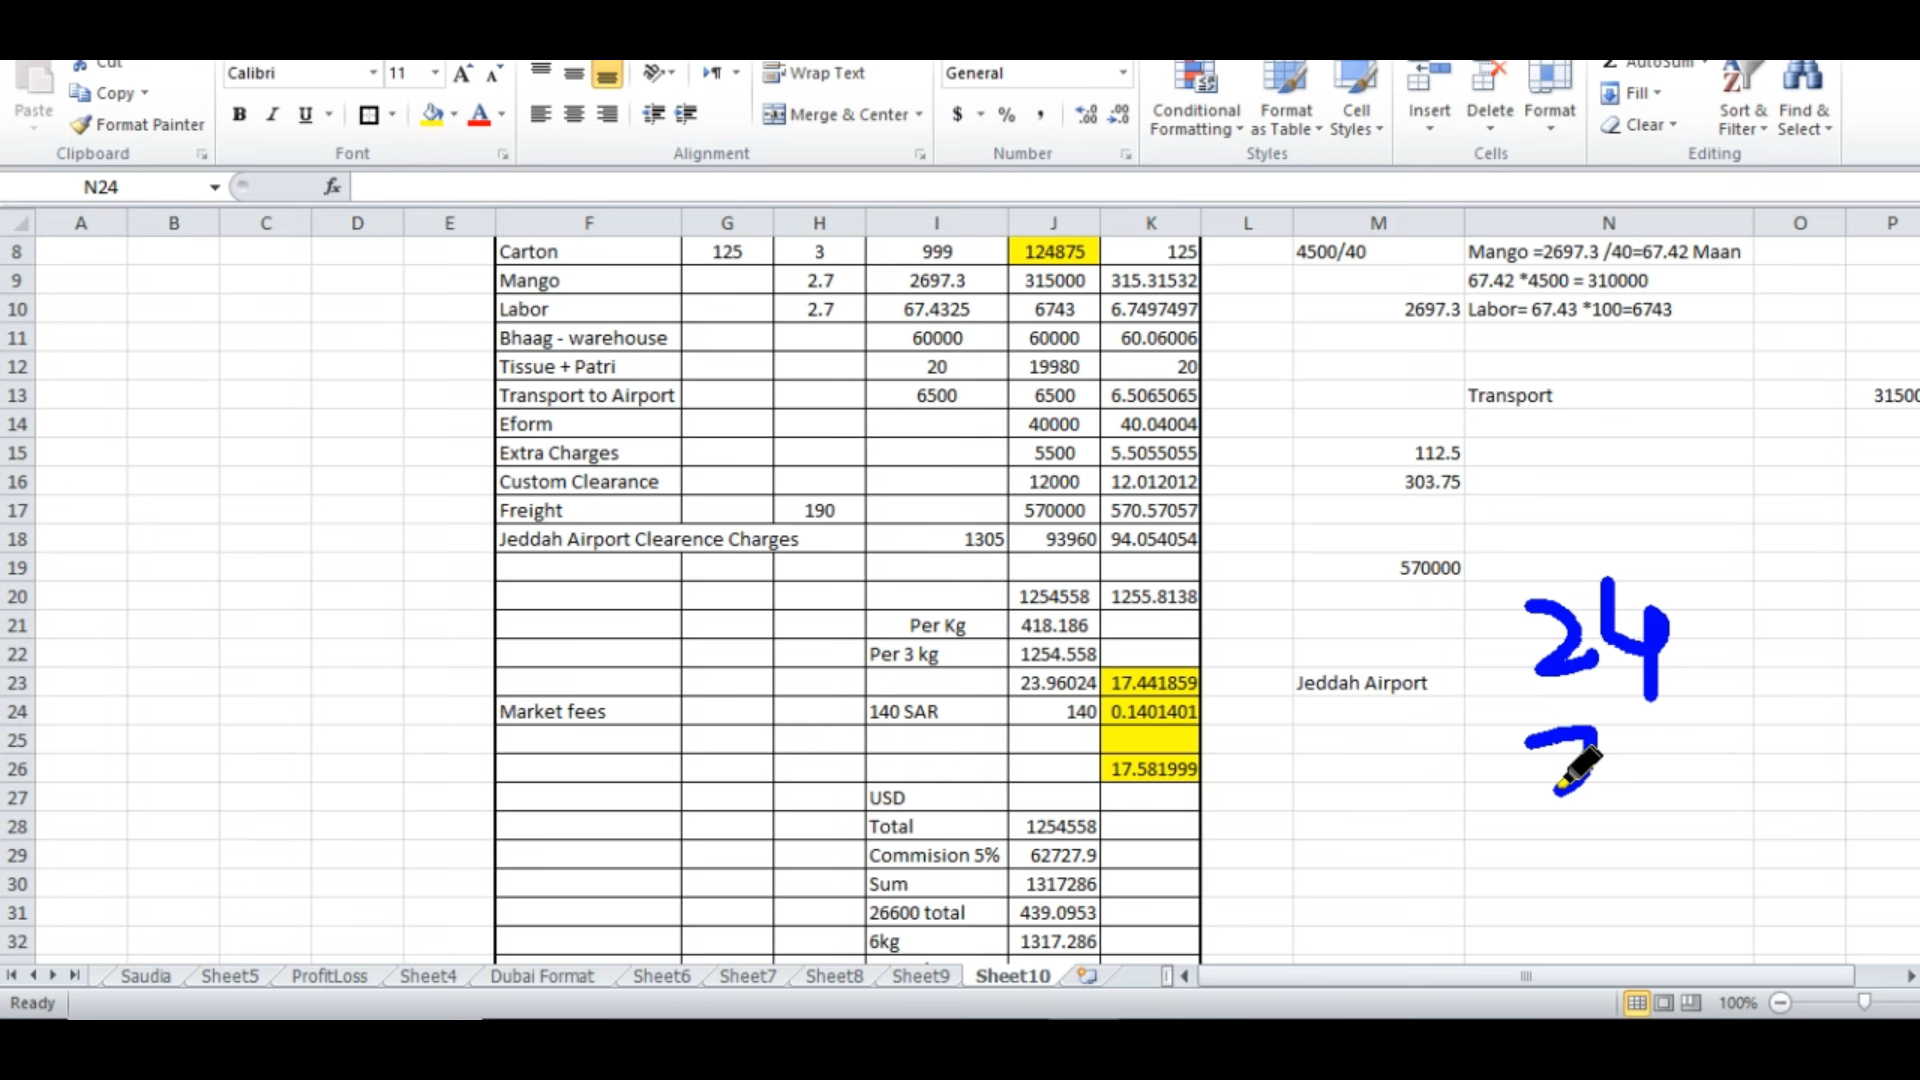 Cut
Calibri 11 Wrap Text General AutoSum
Paste Copy Conditional Formatting Format as Table Cell Styles Insert Delete Format Fill Sort & Filter Find & Select
Format Painter B I U Merge & Center $ % , Clear
Clipboard Font Alignment Number Styles Cells Editing
N24 fx
A B C D E F G H I J K L M N O P
8 Carton 125 3 999 124875 125 4500/40 Mango =2697.3 /40=67.42 Maan
9 Mango 2.7 2697.3 315000 315.31532 67.42 *4500 = 310000
10 Labor 2.7 67.4325 6743 6.7497497 2697.3 Labor= 67.43 *100=6743
11 Bhaag - warehouse 60000 60000 60.06006
12 Tissue + Patri 20 19980 20
13 Transport to Airport 6500 6500 6.5065065 Transport 31500
14 Eform 40000 40.04004
15 Extra Charges 5500 5.5055055 112.5
16 Custom Clearance 12000 12.012012 303.75
17 Freight 190 570000 570.57057
18 Jeddah Airport Clearence Charges 1305 93960 94.054054
19 570000
20 1254558 1255.8138
21 Per Kg 418.186
22 Per 3 kg 1254.558
24
23 23.96024 17.441859 Jeddah Airport
24 Market fees 140 SAR 140 0.1401401
25
26 17.581999
27 USD
28 Total 1254558
29 Commision 5% 62727.9
30 Sum 1317286
31 26600 total 439.0953
32 6kg 1317.286
Saudia Sheet5 ProfitLoss Sheet4 Dubai Format Sheet6 Sheet7 Sheet8 Sheet9 Sheet10
Ready 100%